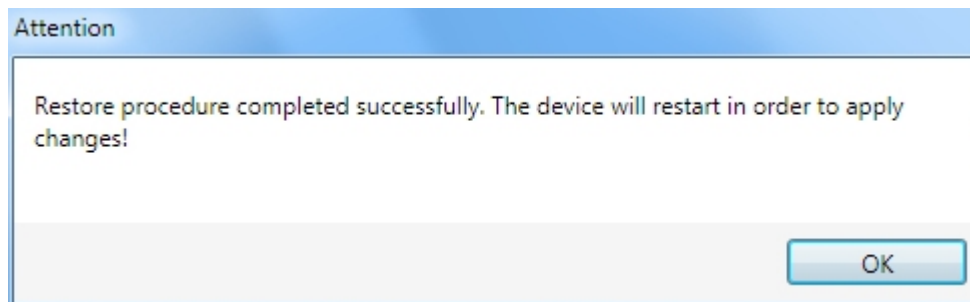 Attention
Restore procedure completed successfully. The device will restart in order to apply
changes!
OK